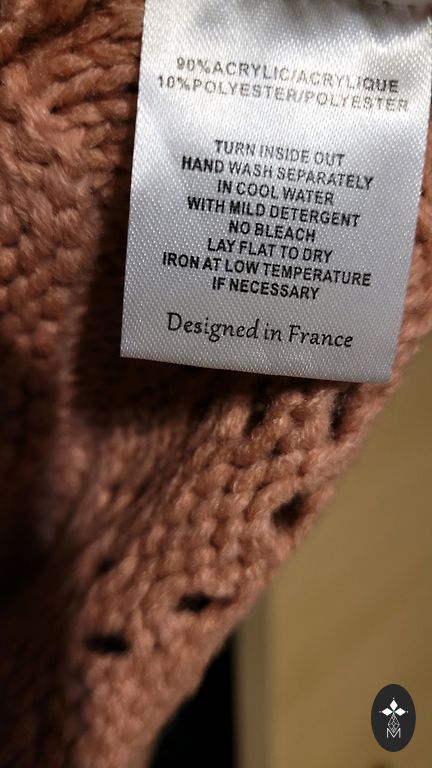 90%ACRYLIC/ACRYLIQUE
10%POLYESTER/POLYESTER
TURN INSIDE OUT
HAND WASH SEPARATELY
IN COOL WATER
WITH MILD DETERGENT
NO BLEACH
LAY FLAT TO DRY
IRON AT LOW TEMPERATURE
IF NECESSARY
Designed in France
M